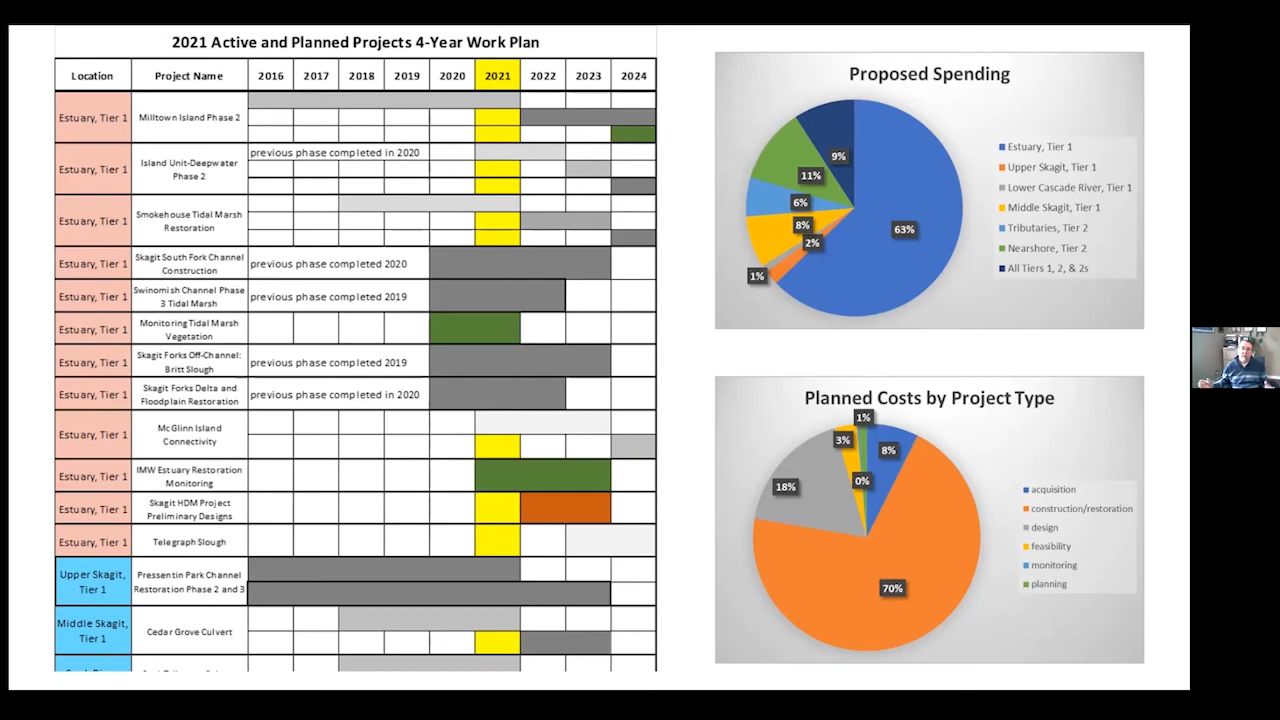 2021 Active and Planned Projects 4-Year Work Plan
Location Project Name 2016 2017 2018 2019 2020 2021 2022 2023 2024
Estuary, Tier 1 Milltown Island Phase 2
Estuary, Tier 1 Island Unit-Deepwater
Phase 2
previous phase completed in 2020
Estuary, Tier 1 Smokehouse Tidal Marsh
Restoration
Estuary, Tier 1 Skagit South Fork Channel
Construction
previous phase completed 2020
Estuary, Tier 1 Swinomish Channel Phase
3 Tidal Marsh
previous phase completed 2019
Estuary, Tier 1 Monitoring Tidal Marsh
Vegetation
Estuary, Tier 1 Skagit Forks Off-Channel:
Britt Slough
previous phase completed 2019
Estuary, Tier 1 Skagit Forks Delta and
Floodplain Restoration
previous phase completed in 2020
Estuary, Tier 1 McGlinn Island
Connectivity
Estuary, Tier 1 IMW Estuary Restoration
Monitoring
Estuary, Tier 1 Skagit HDM Project
Preliminary Designs
Estuary, Tier 1 Telegraph Slough
Upper Skagit,
Tier 1
Pressentin Park Channel
Restoration Phase 2 and 3
Middle Skagit,
Tier 1
Cedar Grove Culvert
Proposed Spending
9%
11%
6%
8%
2%
1%
63%
Estuary, Tier 1
Upper Skagit, Tier 1
Lower Cascade River, Tier 1
Middle Skagit, Tier 1
Tributaries, Tier 2
Nearshore, Tier 2
All Tiers 1, 2, & 2s
Planned Costs by Project Type
1%
3%
8%
0%
18%
70%
acquisition
construction/restoration
design
feasibility
monitoring
planning